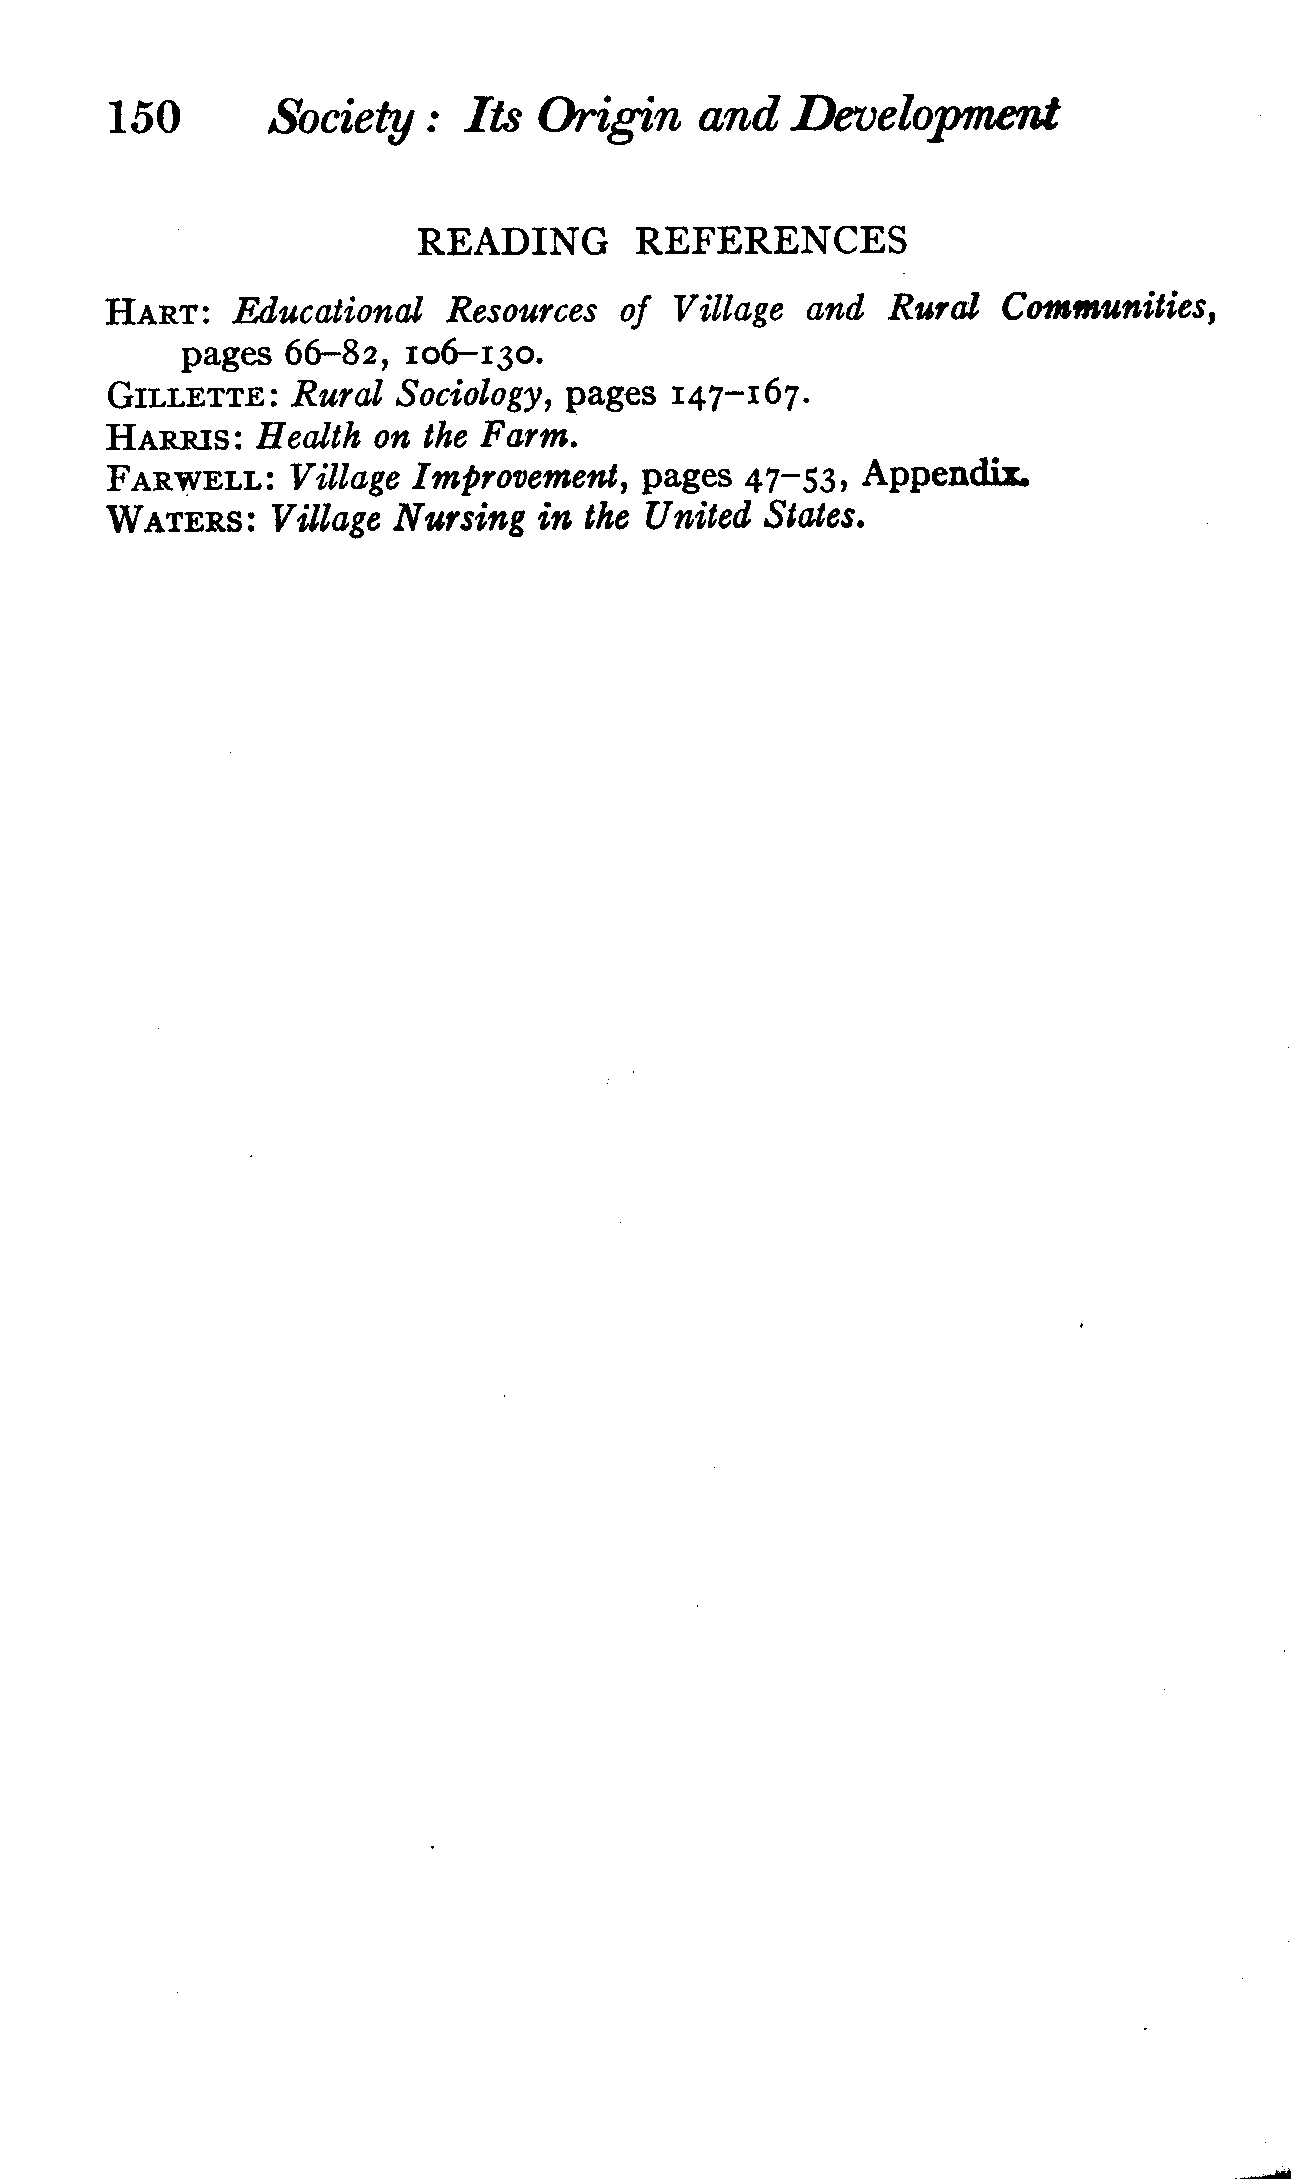 150 Society : Its Origin and Development
READING REFERENCES
HART: Educational Resources of Village and Rural Communities,
pages 66–82, 106–130.
GILLETTE: Rural Sociology, pages 147–167.
HARRIS: Health on the Farm.
FARWELL: Village Improvement, pages 47–53, Appendix.
WATERS: Village Nursing in the United States.